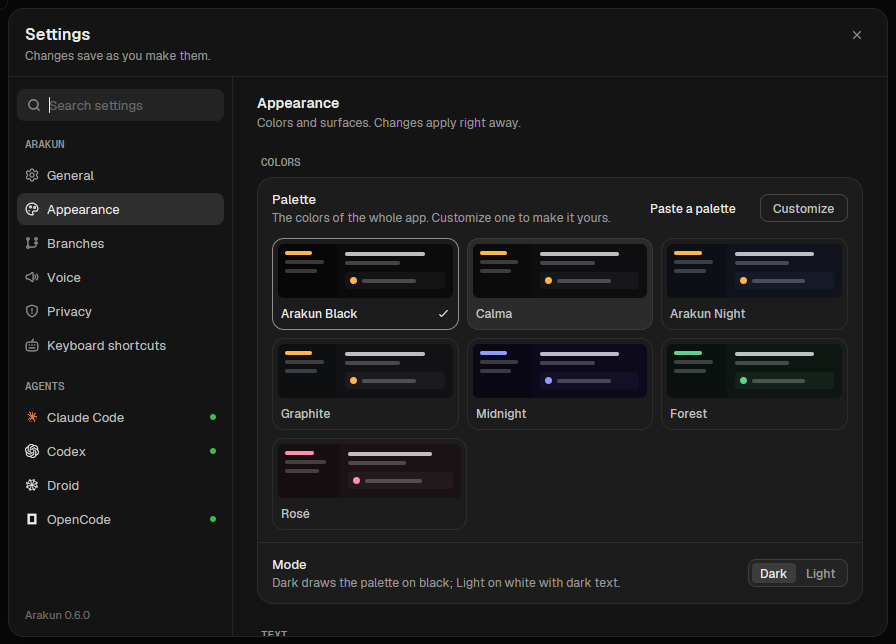 Settings
Changes save as you make them.
Search settings
ARAKUN
General
Appearance
Branches
Voice
Privacy
Keyboard shortcuts
AGENTS
Claude Code
Codex
Droid
OpenCode
Arakun 0.6.0
Appearance
Colors and surfaces. Changes apply right away.
COLORS
Palette
The colors of the whole app. Customize one to make it yours.
Paste a palette
Customize
Arakun Black
Calma
Arakun Night
Graphite
Midnight
Forest
Rosé
Mode
Dark draws the palette on black; Light on white with dark text.
Dark
Light
TEXT